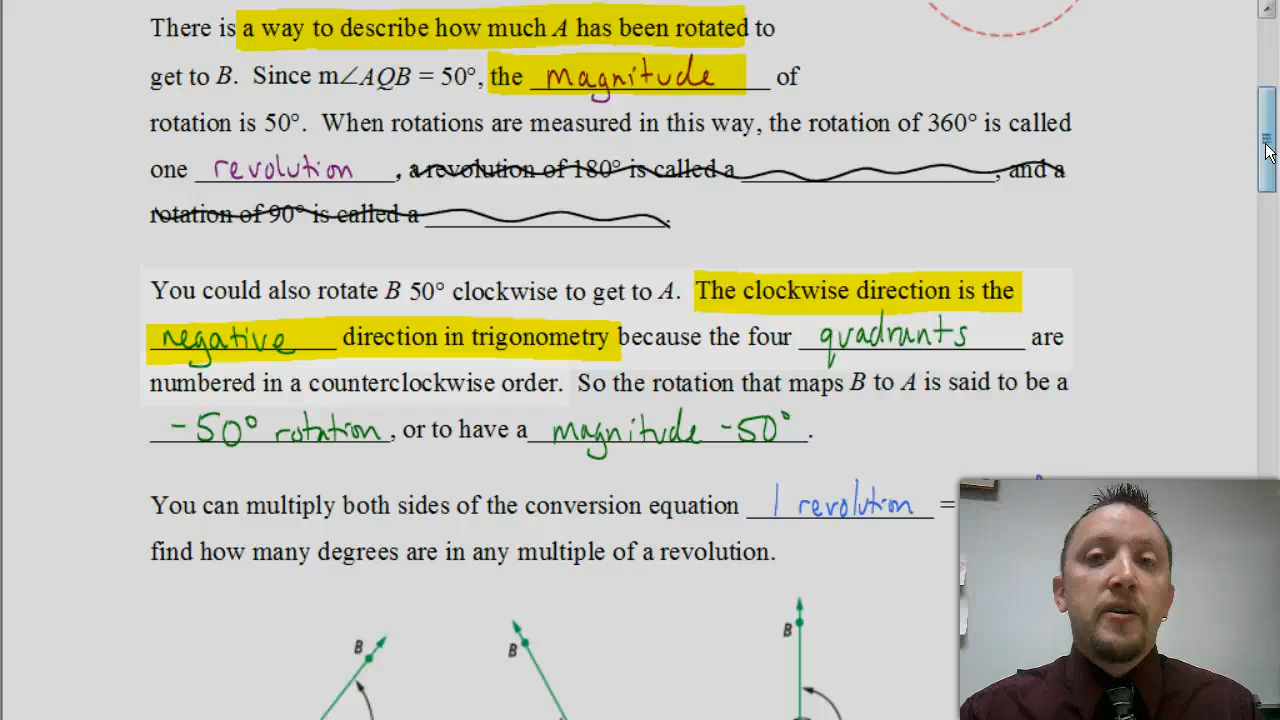 There is a way to describe how much A has been rotated to
get to B. Since m∠AQB = 50°, the magnitude of
rotation is 50°. When rotations are measured in this way, the rotation of 360° is called
one revolution, a revolution of 180° is called a ____, and a
rotation of 90° is called a ____.
You could also rotate B 50° clockwise to get to A. The clockwise direction is the
negative direction in trigonometry because the four quadrants are
numbered in a counterclockwise order. So the rotation that maps B to A is said to be a
-50° rotation, or to have a magnitude -50°.
You can multiply both sides of the conversion equation 1 revolution =
find how many degrees are in any multiple of a revolution.
B
B
B